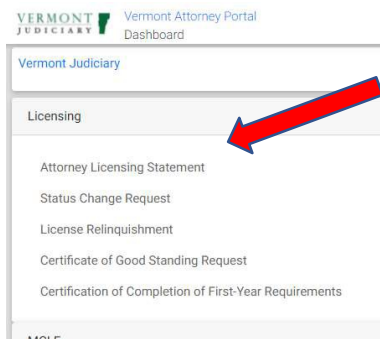 VERMONT
JUDICIARY
Vermont Attorney Portal
Dashboard
Vermont Judiciary
Licensing
Attorney Licensing Statement
Status Change Request
License Relinquishment
Certificate of Good Standing Request
Certification of Completion of First-Year Requirements